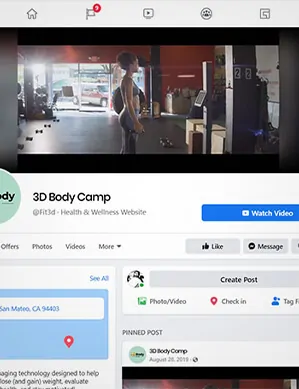 9
Body
3D Body Camp
@Fit3d · Health & Wellness Website
Watch Video
Offers Photos Videos More
Like
Message
See All
San Mateo, CA 94403
Create Post
Photo/Video
Check in
Tag F
PINNED POST
3D Body Camp
August 20, 2019
aging technology designed to help
lose (and gain) weight, evaluate